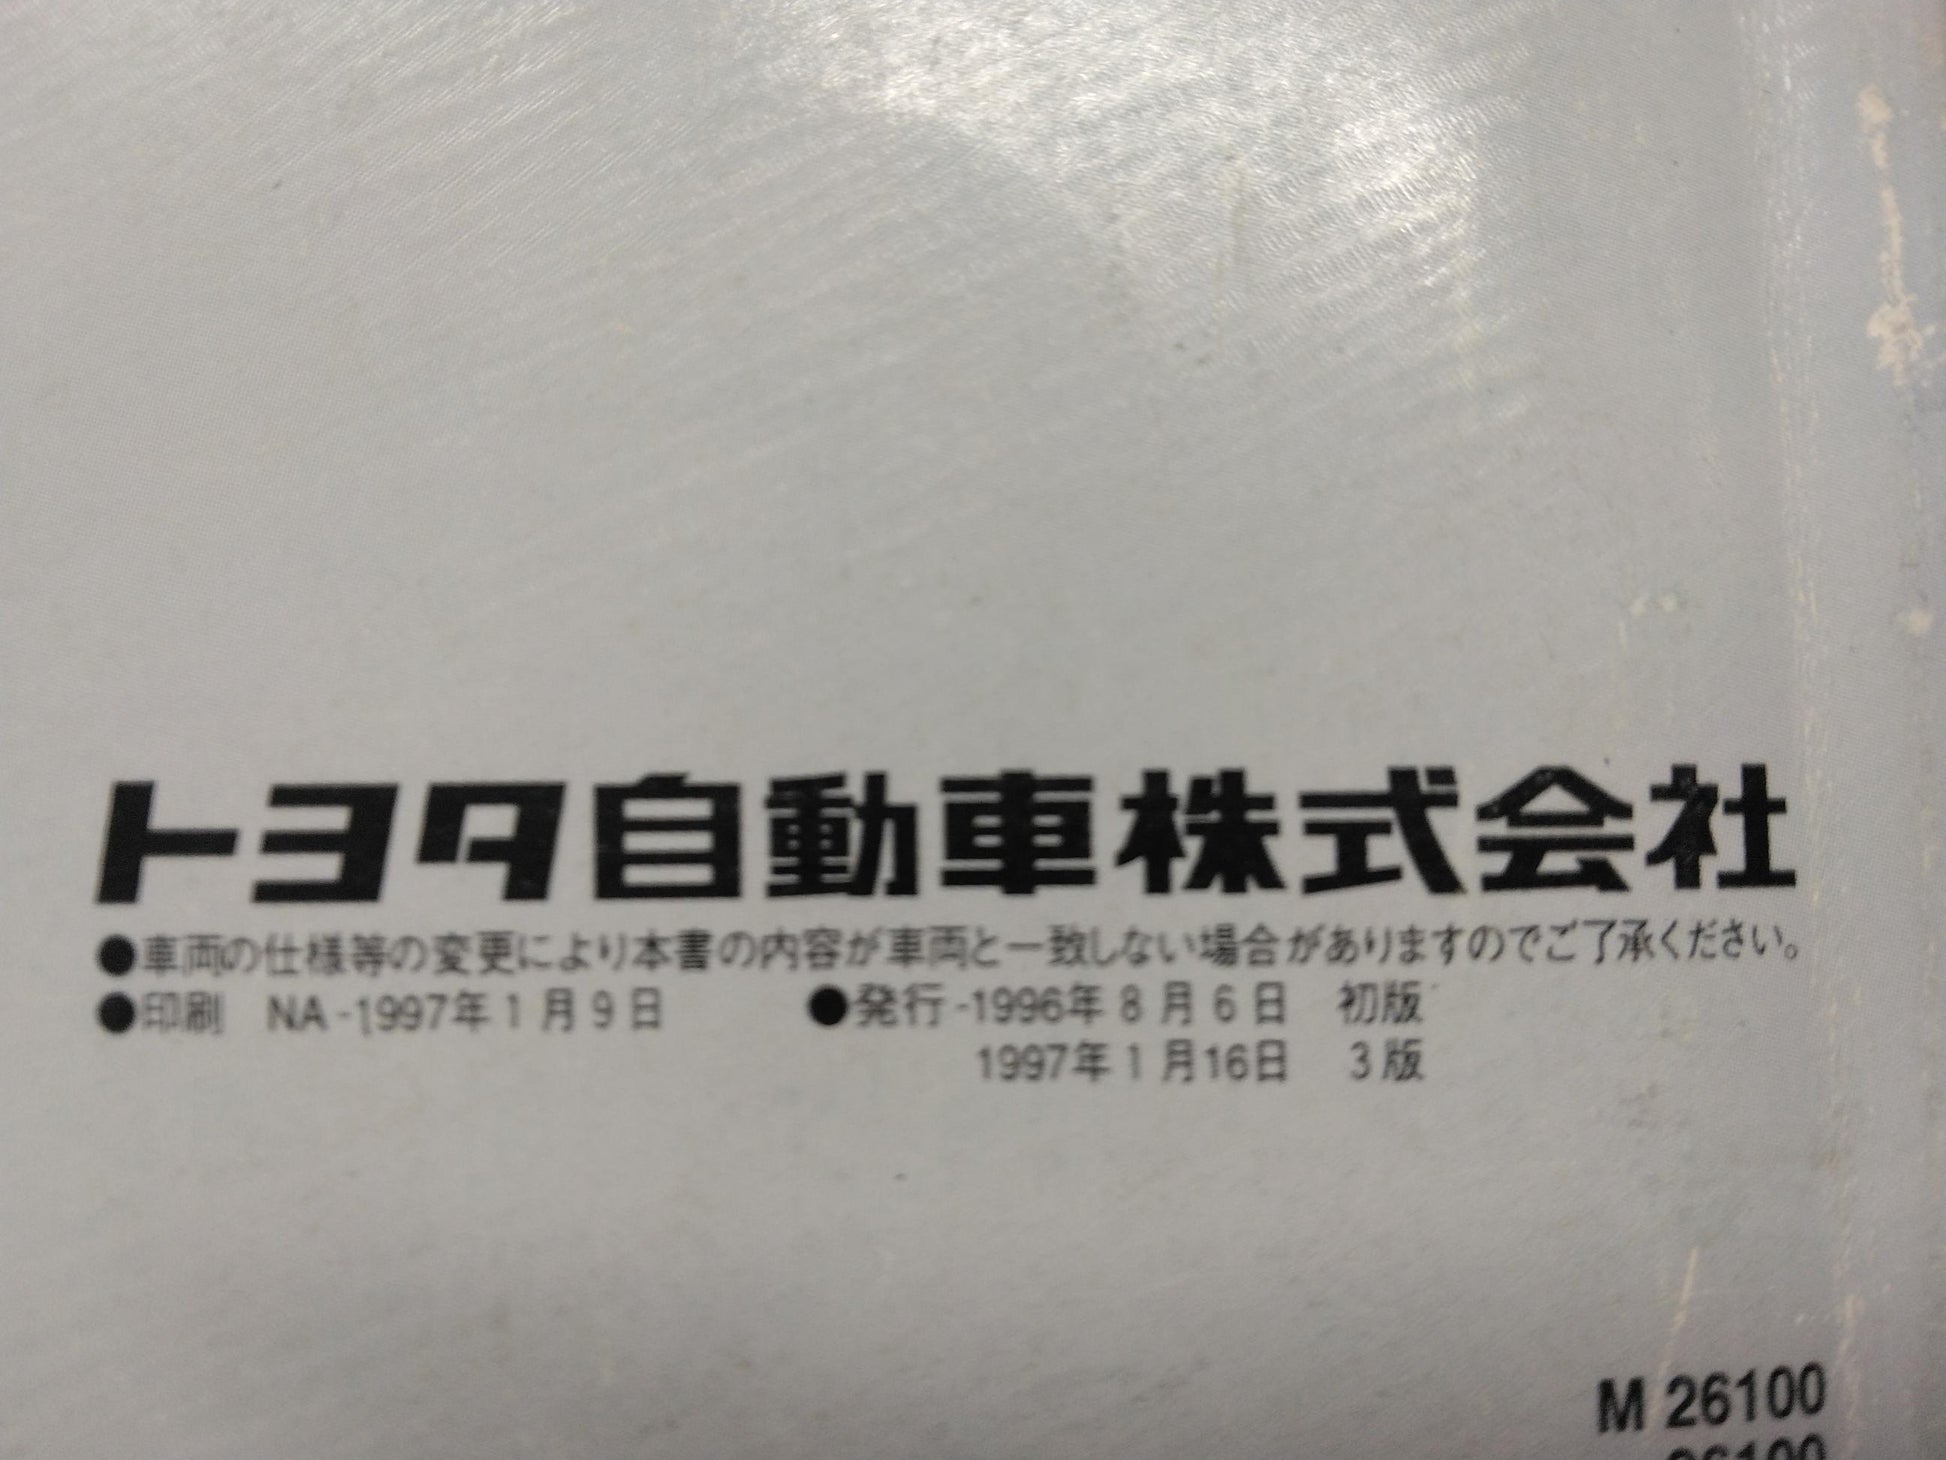 トヨタ自動車株式会社
●車両の仕様等の変更により本書の内容が車両と一致しない場合がありますのでご了承ください。
●印刷　NA-1997年1月9日　●発行-1996年8月6日　初版
1997年1月16日　3版
M 26100
26100